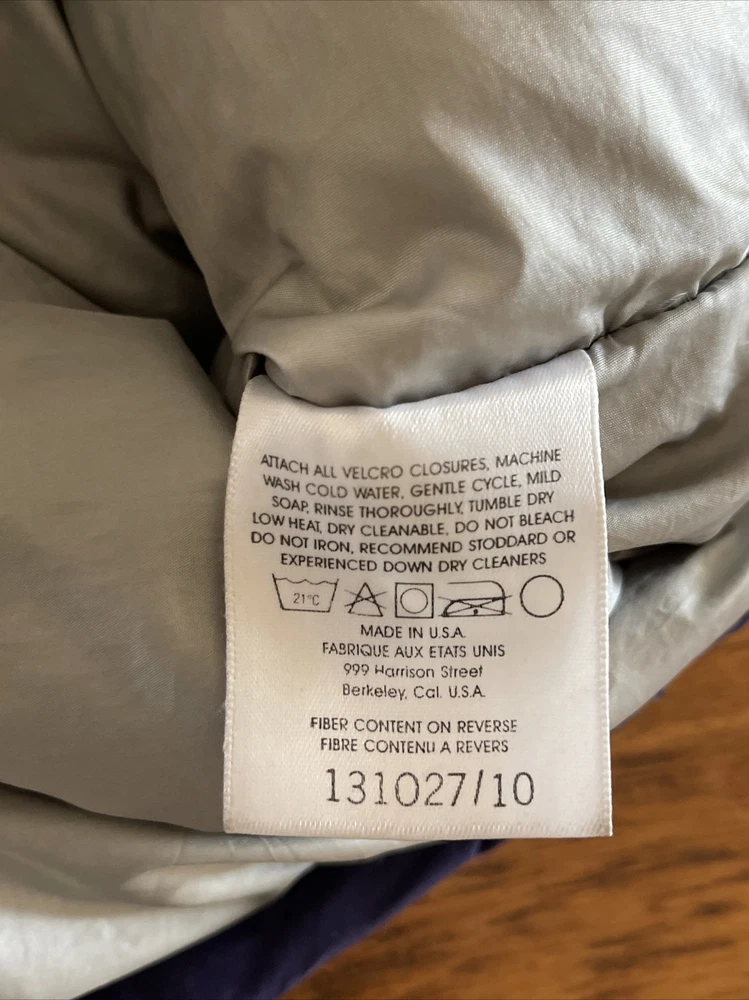 ATTACH ALL VELCRO CLOSURES, MACHINE
WASH COLD WATER, GENTLE CYCLE, MILD
SOAP, RINSE THOROUGHLY, TUMBLE DRY
LOW HEAT, DRY CLEANABLE, DO NOT BLEACH
DO NOT IRON, RECOMMEND STODDARD OR
EXPERIENCED DOWN DRY CLEANERS
21°C
MADE IN U.S.A.
FABRIQUE AUX ETATS UNIS
999 Harrison Street
Berkeley, Cal. U.S.A.
FIBER CONTENT ON REVERSE
FIBRE CONTENU A REVERS
131027/10